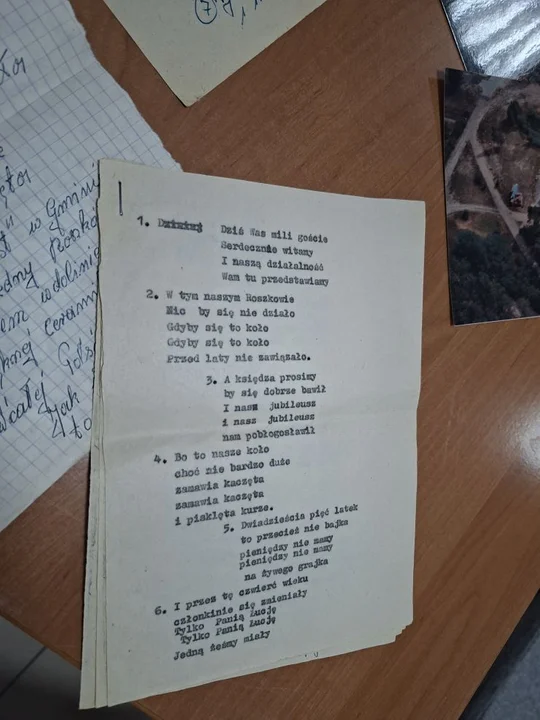 1. Dziś Was mili goście
Serdecznie witamy
I naszą działalność
Wam tu przedstawiamy
2. W tym naszym Roszkowie
Nic by się nie działo
Gdyby się to koło
Gdyby się to koło
Przed laty nie zawiązało.
3. A księdza prosimy
by się dobrze bawił
I nasz jubileusz
i nasz jubileusz
nam pobłogosławił
4. Bo to nasze koło
choć nie bardzo duże
zamawia kaczęta
zamawia kaczęta
i pisklęta kurze.
5. Dwiadzieścia pięć latek
to przecież nie bajka
pieniędzy nie mamy
pieniędzy nie mamy
na żywego grajka
6. I przez tę czwierć wieku
członkinie się zmieniały
Tylko Panią Łucję
Tylko Panią Łucję
Jedną żeśmy miały
w Gminie
7